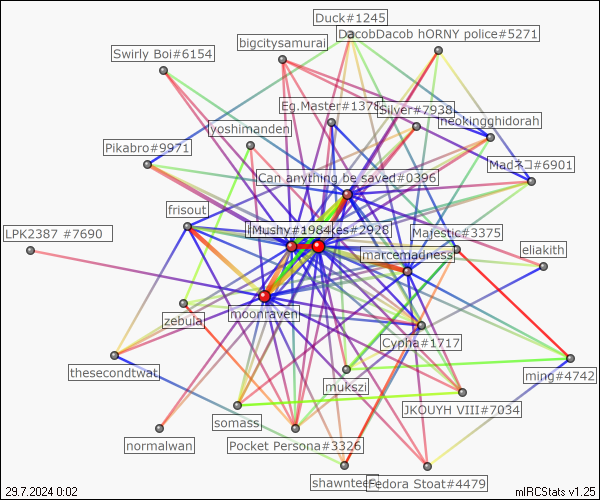 Duck#1245
DacobDacob hORNY police#5271
bigcitysamurai
Swirly Boi#6154
Eg.Master#1378
Silver#7938
neokingghidorah
lyoshimanden
Pikabro#9971
Madネコ#6901
Can anything be saved#0396
frisout
LPK2387 #7690
Mushy#1984
kes#2928
Majestic#3375
marcemadness
eliakith
moonraven
zebula
Cypha#1717
thesecondtwat
mukszi
ming#4742
JKOUYH VIII#7034
somass
normalwan
Pocket Persona#3326
shawntee
Fedora Stoat#4479
29.7.2024 0:02
mIRCStats v1.25